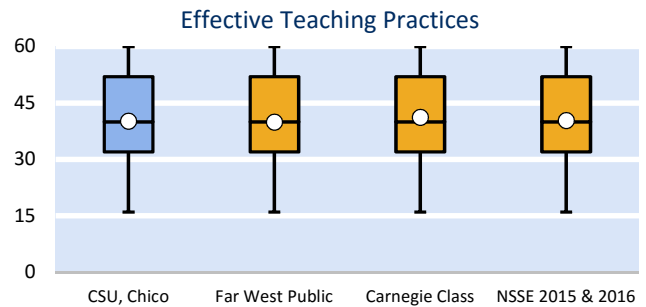 Effective Teaching Practices
60
45
30
15
0
CSU, Chico Far West Public Carnegie Class NSSE 2015 & 2016